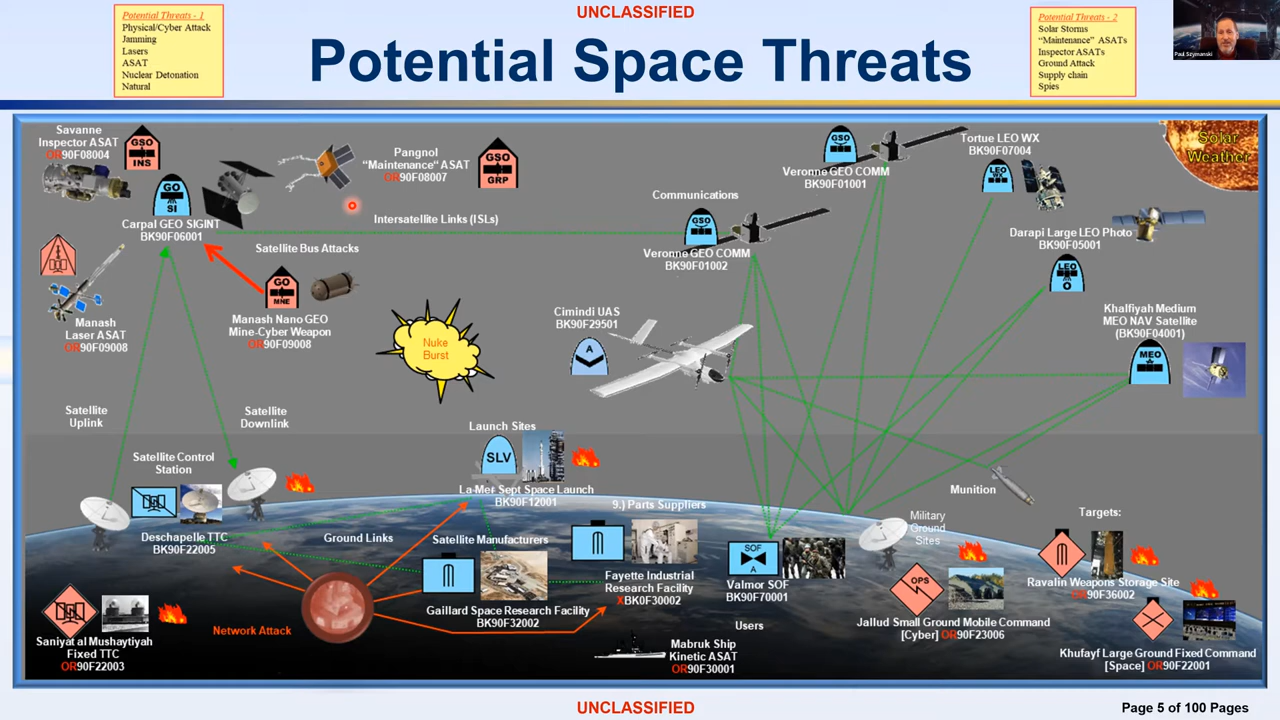 UNCLASSIFIED
Potential Threats - 1
Physical/Cyber Attack
Jamming
Lasers
ASAT
Nuclear Detonation
Natural
Potential Space Threats
Potential Threats - 2
Solar Storms
“Maintenance” ASATs
Inspector ASATs
Ground Attack
Supply chain
Spies
Paul Szymanski
Savanne
Inspector ASAT
OR90F08004
GSO
INS
GO
SI
Carpal GEO SIGINT
BK90F06001
Pangnol
“Maintenance“ ASAT
OR90F08007
GSO
GRP
Intersatellite Links (ISLs)
Satellite Bus Attacks
Communications
GSO
Veronne GEO COMM
BK90F01002
GSO
Veronne GEO COMM
BK90F01001
Tortue LEO WX
BK90F07004
LEO
WX
Solar
Weather
Darapi Large LEO Photo
BK90F05001
LEO
O
Manash
Laser ASAT
OR90F09008
GO
MNE
Manash Nano GEO
Mine-Cyber Weapon
OR90F09008
Nuke
Burst
Cimindi UAS
BK90F29501
A
Khalfiyah Medium
MEO NAV Satellite
(BK90F04001)
MEO
Satellite
Uplink
Satellite
Downlink
Launch Sites
SLV
La Mer Sept Space Launch
BK90F12001
Satellite Control
Station
Deschapelle TTC
BK90F22005
Ground Links
Satellite Manufacturers
Gaillard Space Research Facility
BK90F32002
9.) Parts Suppliers
Fayette Industrial
Research Facility
XBK0F30002
SOF
A
Valmor SOF
BK90F70001
Users
Military
Ground
Sites
Munition
Targets:
Ravalin Weapons Storage Site
OR90F36002
OPS
Jallud Small Ground Mobile Command
[Cyber] OR90F23006
Khufayf Large Ground Fixed Command
[Space] OR90F22001
Saniyat al Mushaytiyah
Fixed TTC
OR90F22003
Network Attack
Mabruk Ship
Kinetic ASAT
OR90F30001
UNCLASSIFIED
Page 5 of 100 Pages